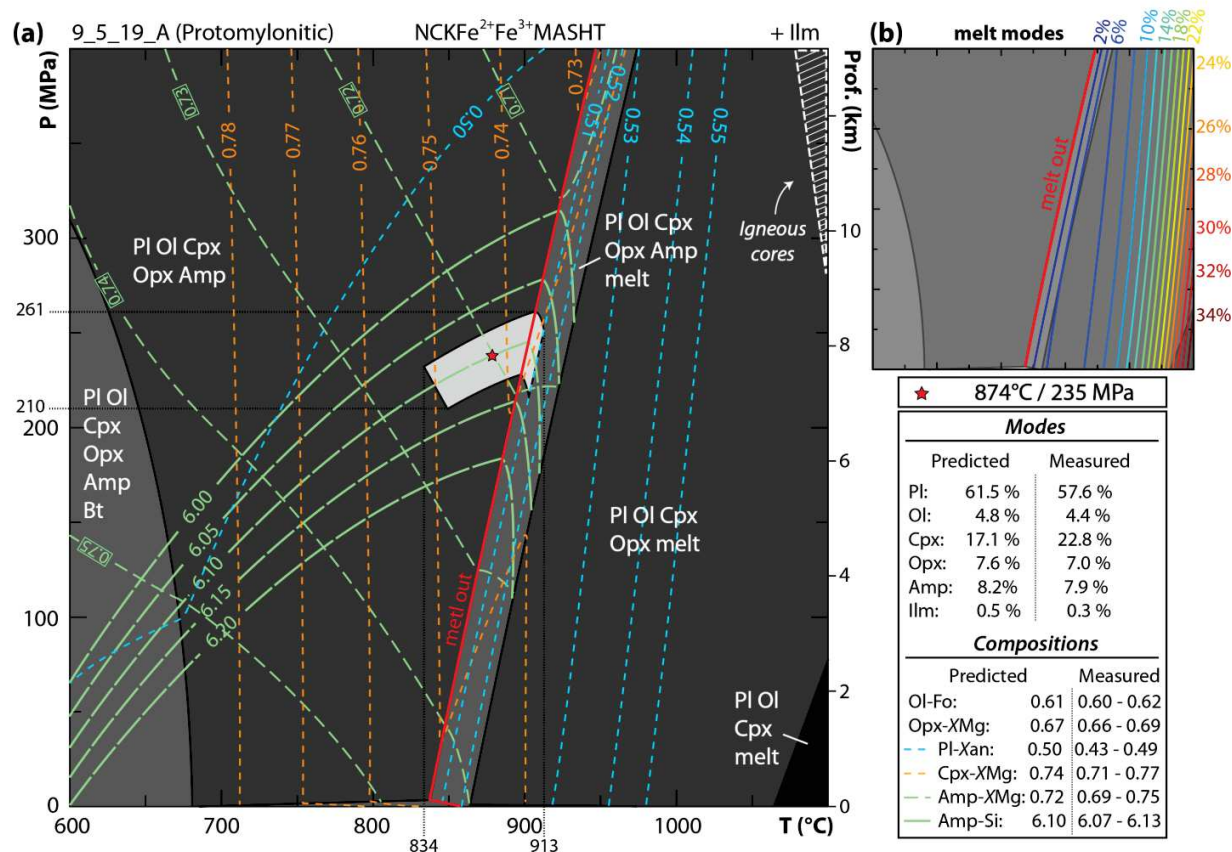 (a)
9_5_19_A (Protomylonitic)
NCKFe2+Fe3+MASHT
+ Ilm
P (MPa)
300
261
210
200
100
0
600
700
800
900
1000
T (°C)
834
913
Prof. (km)
10
8
6
4
2
0
0.73
0.72
0.71
0.74
0.75
0.78
0.77
0.76
0.75
0.74
0.73
0.50
0.51
0.52
0.53
0.54
0.55
6.00
6.05
6.10
6.15
6.20
Pl Ol Cpx
Opx Amp
Pl Ol Cpx
Opx Amp
melt
Igneous
cores
Pl Ol
Cpx
Opx
Amp
Bt
Pl Ol Cpx
Opx melt
metl out
Pl Ol
Cpx
melt
(b)
melt modes
2%
6%
10%
14%
18%
22%
24%
26%
28%
30%
32%
34%
melt out
874°C / 235 MPa
Modes
Predicted Measured
Pl: 61.5 % 57.6 %
Ol: 4.8 % 4.4 %
Cpx: 17.1 % 22.8 %
Opx: 7.6 % 7.0 %
Amp: 8.2% 7.9 %
Ilm: 0.5 % 0.3 %
Compositions
Predicted Measured
Ol-Fo: 0.61 0.60 - 0.62
Opx-XMg: 0.67 0.66 - 0.69
Pl-Xan: 0.50 0.43 - 0.49
Cpx-XMg: 0.74 0.71 - 0.77
Amp-XMg: 0.72 0.69 - 0.75
Amp-Si: 6.10 6.07 - 6.13